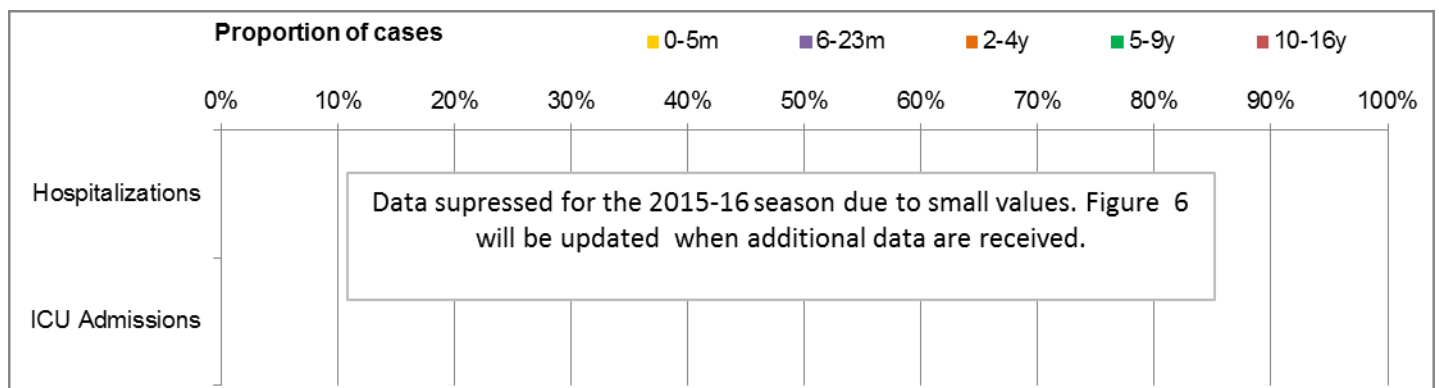 Proportion of cases
0-5m 6-23m 2-4y 5-9y 10-16y
0% 10% 20% 30% 40% 50% 60% 70% 80% 90% 100%
Hospitalizations
Data supressed for the 2015-16 season due to small values. Figure 6
will be updated when additional data are received.
ICU Admissions